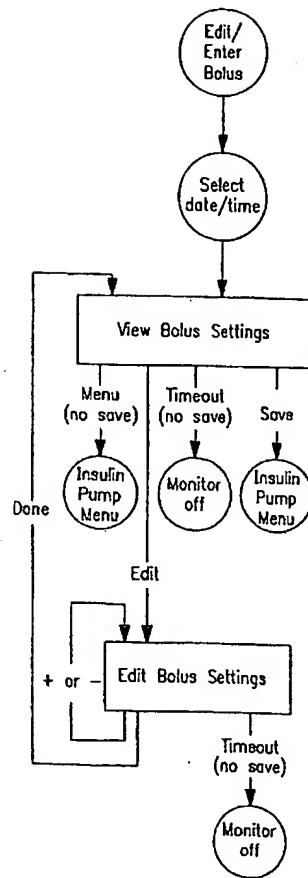 Edit/
Enter
Bolus
Select
date/time
View Bolus Settings
Menu
(no save)
Timeout
(no save)
Save
Insulin
Pump
Menu
Monitor
off
Insulin
Pump
Menu
Done
Edit
+ or -
Edit Bolus Settings
Timeout
(no save)
Monitor
off